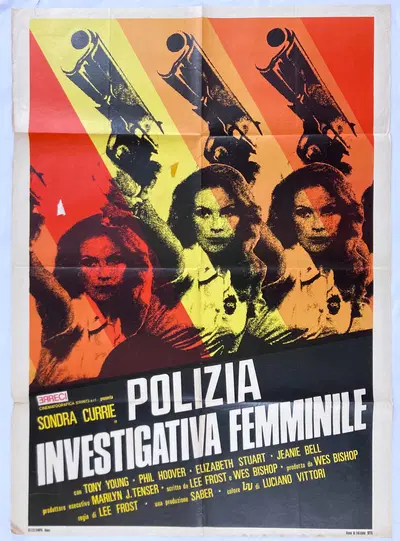 ERRECI
CINEMATOGRAFICA presenta
SONDRA CURRIE in
POLIZIA
INVESTIGATIVA FEMMINILE
con TONY YOUNG · PHIL HOOVER · ELIZABETH STUART · JEANIE BELL
produttore esecutivo MARILYN J. TENSER · scritto da LEE FROST e WES BISHOP · prodotto da WES BISHOP
regia di LEE FROST · una produzione SABER · colore di LUCIANO VITTORI